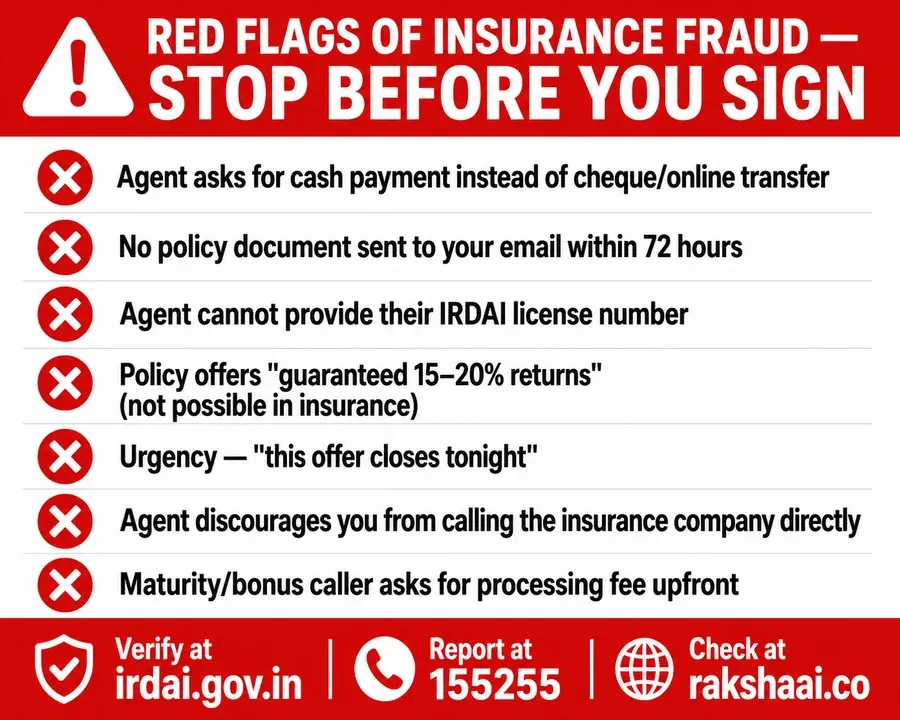 RED FLAGS OF INSURANCE FRAUD —
STOP BEFORE YOU SIGN
Agent asks for cash payment instead of cheque/online transfer
No policy document sent to your email within 72 hours
Agent cannot provide their IRDAI license number
Policy offers "guaranteed 15–20% returns"
(not possible in insurance)
Urgency — "this offer closes tonight"
Agent discourages you from calling the insurance company directly
Maturity/bonus caller asks for processing fee upfront
Verify at
irdai.gov.in
Report at
155255
Check at
rakshaai.co